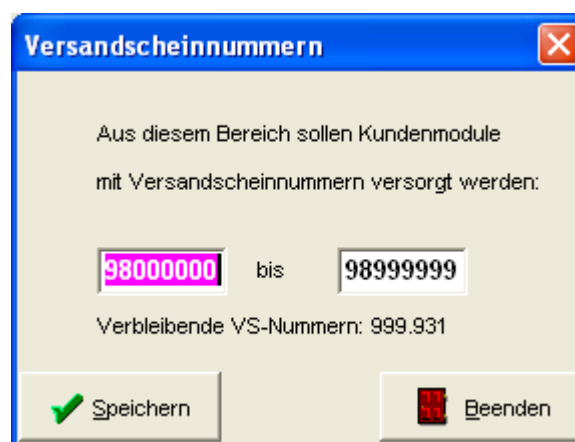 Versandscheinnummern
Aus diesem Bereich sollen Kundenmodule
mit Versandscheinnummern versorgt werden:
98000000 bis 98999999
Verbleibende VS-Nummern: 999.931
Speichern Beenden